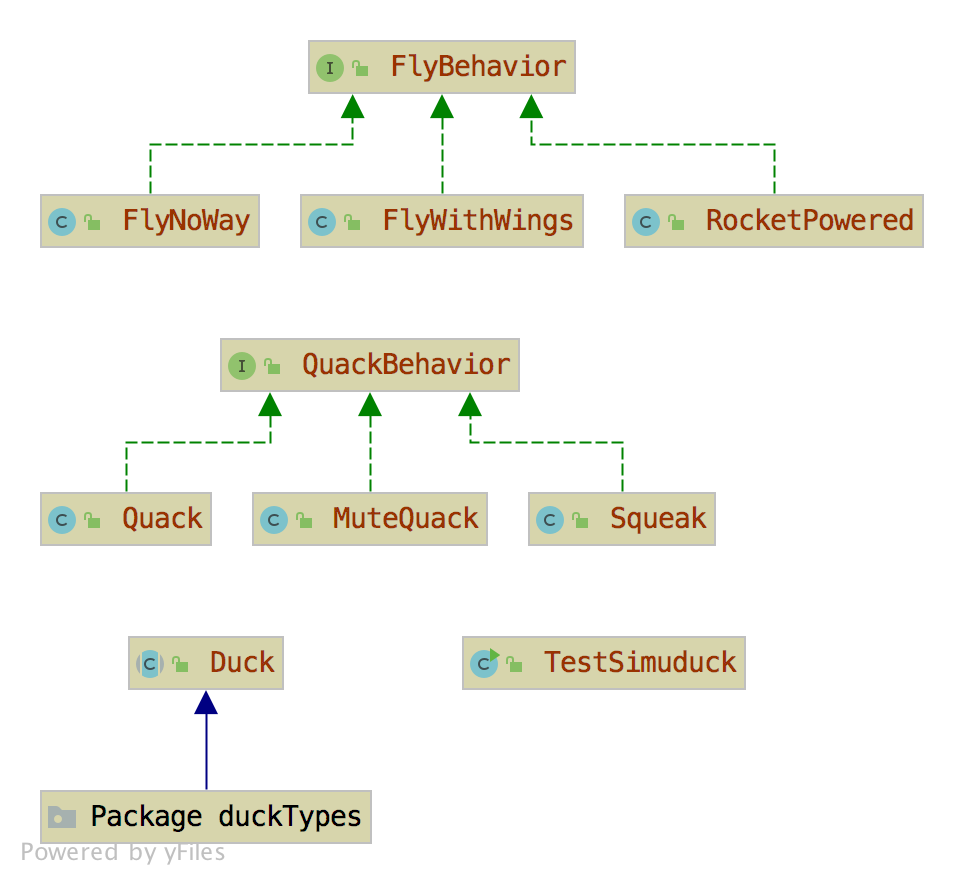 I FlyBehavior
C FlyNoWay
C FlyWithWings
C RocketPowered
I QuackBehavior
C Quack
C MuteQuack
C Squeak
C Duck
C TestSimuduck
Package duckTypes
Powered by yFiles